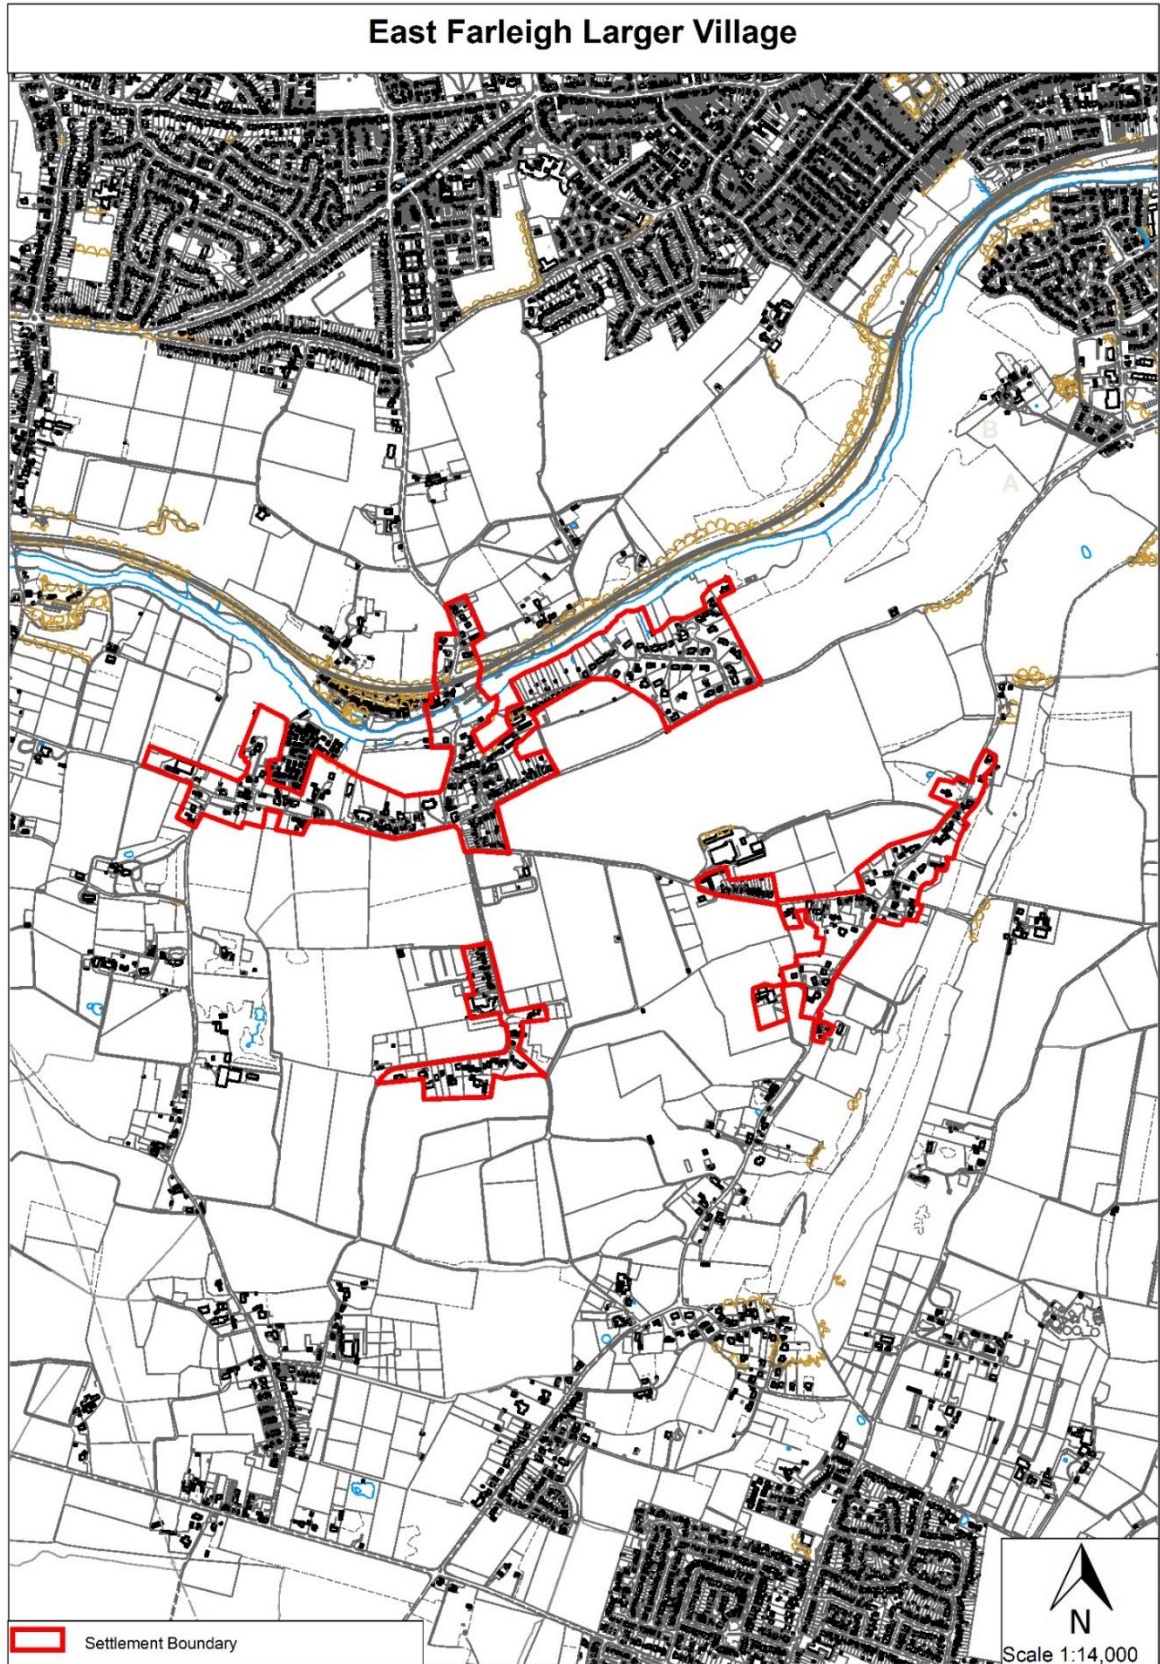 East Farleigh Larger Village
B
A
N
Settlement Boundary
Scale 1:14,000